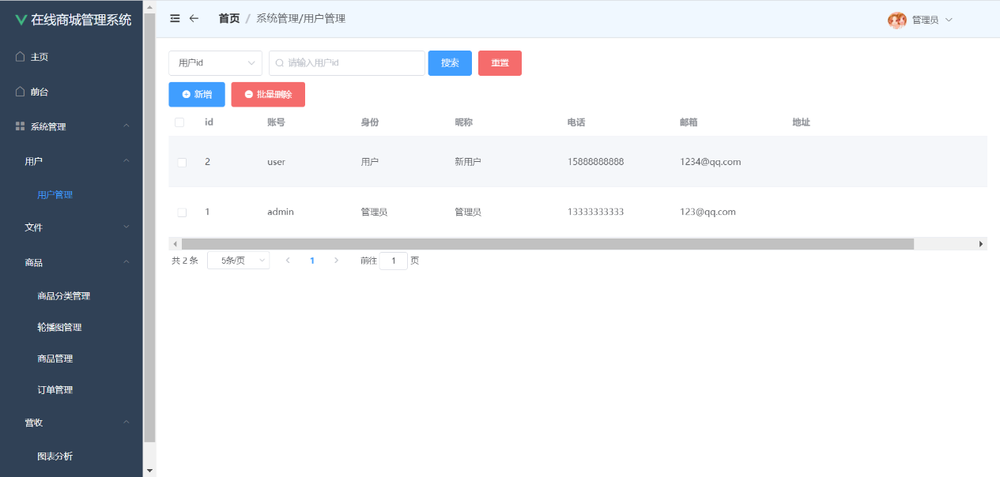 在线商城管理系统
主页
前台
系统管理
用户
用户管理
文件
商品
商品分类管理
轮播图管理
商品管理
订单管理
营收
图表分析
首页 / 系统管理/用户管理
管理员
用户id 请输入用户id 搜索 重置
新增 批量删除
id 账号 身份 昵称 电话 邮箱 地址
2 user 用户 新用户 15888888888 1234@qq.com
1 admin 管理员 管理员 13333333333 123@qq.com
共 2 条 5条/页 1 前往 1 页